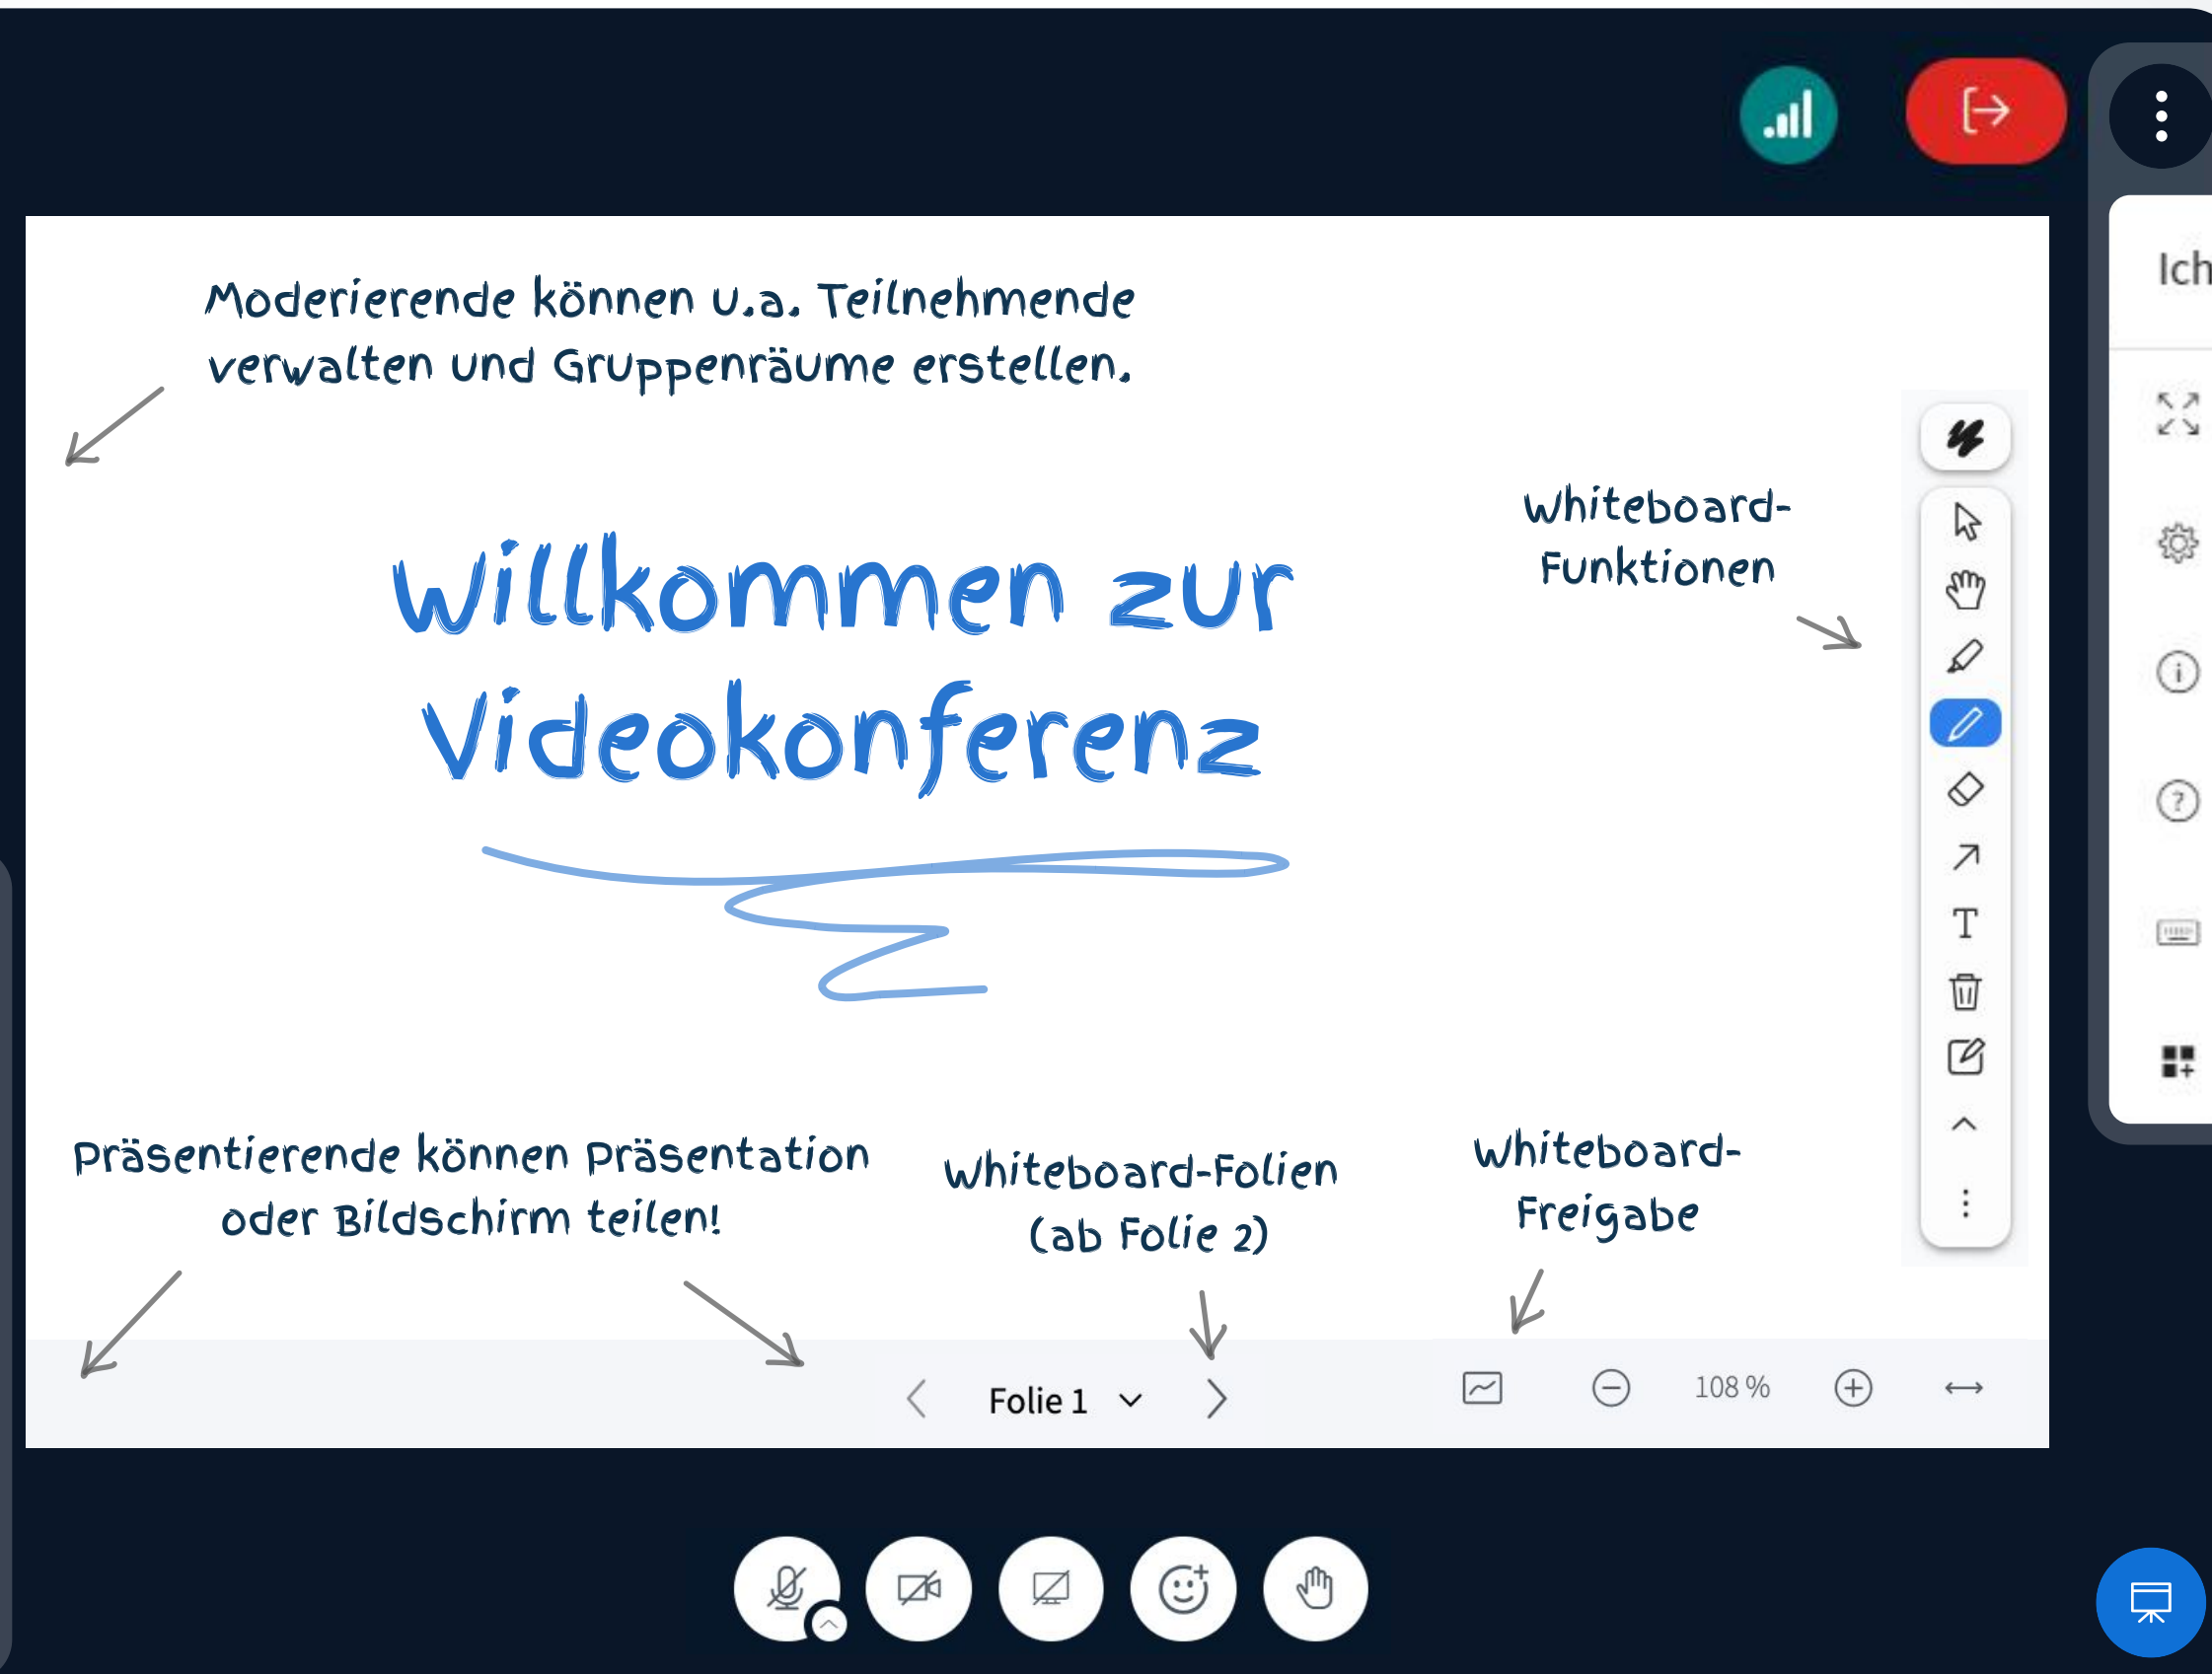 Ich
Moderierende können u.a. Teilnehmende
verwalten und Gruppenräume erstellen.
Whiteboard-
Funktionen
Willkommen zur
Videokonferenz
T
Präsentierende können Präsentation
oder Bildschirm teilen!
Whiteboard-Folien
(ab Folie 2)
Whiteboard-
Freigabe
Folie 1
108 %